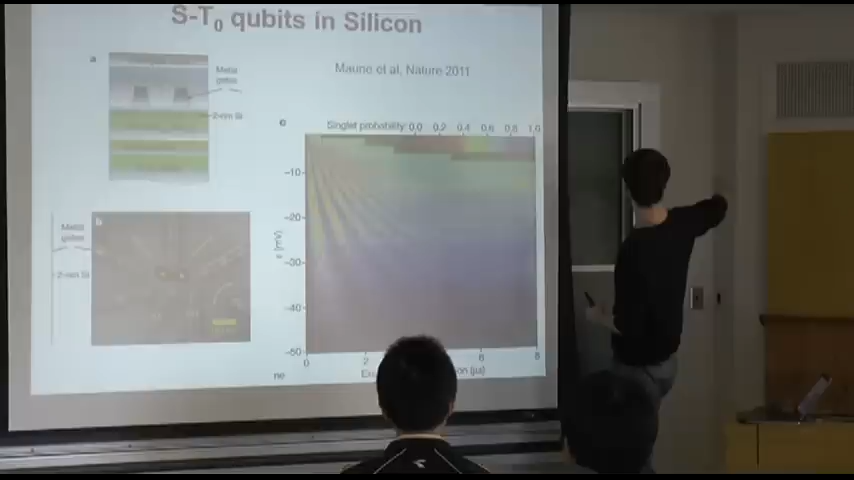 S-T0 qubits in Silicon
Maune et al, Nature 2011
a
Metal
gates
2-nm Si
b
Metal
gates
2-nm Si
e
Singlet probability 0.0 0.2 0.4 0.6 0.8 1.0
-10
-20
-30
-40
-50
ε (mV)
0 2 6 8
ne